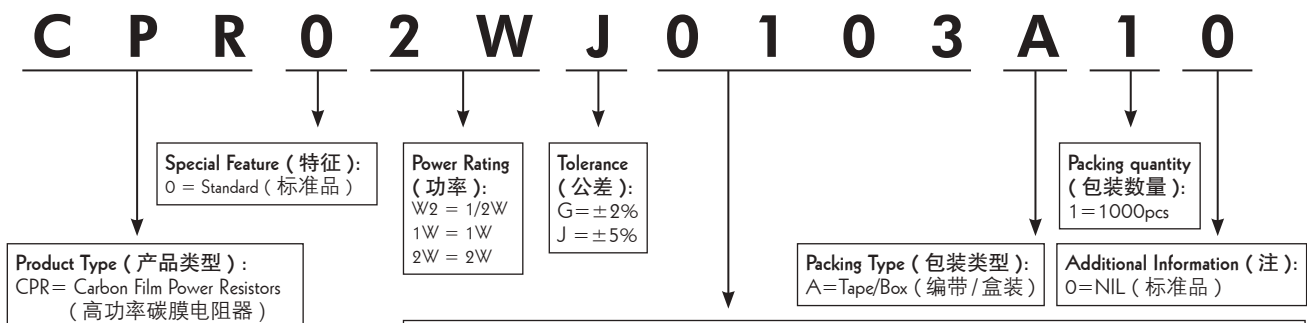 C P R 0 2 W J 0 1 0 3 A 1 0
Special Feature ( 特征 ):
0 = Standard ( 标准品 )
Power Rating
( 功率 ):
W2 = 1/2W
1W = 1W
2W = 2W
Tolerance
( 公差 ):
G=±2%
J =±5%
Packing quantity
( 包装数量 ):
1=1000pcs
Product Type ( 产品类型 ) :
CPR= Carbon Film Power Resistors
( 高功率碳膜电阻器 )
Packing Type ( 包装类型 ):
A=Tape/Box ( 编带 / 盒装 )
Additional Information ( 注 ):
0=NIL ( 标准品 )